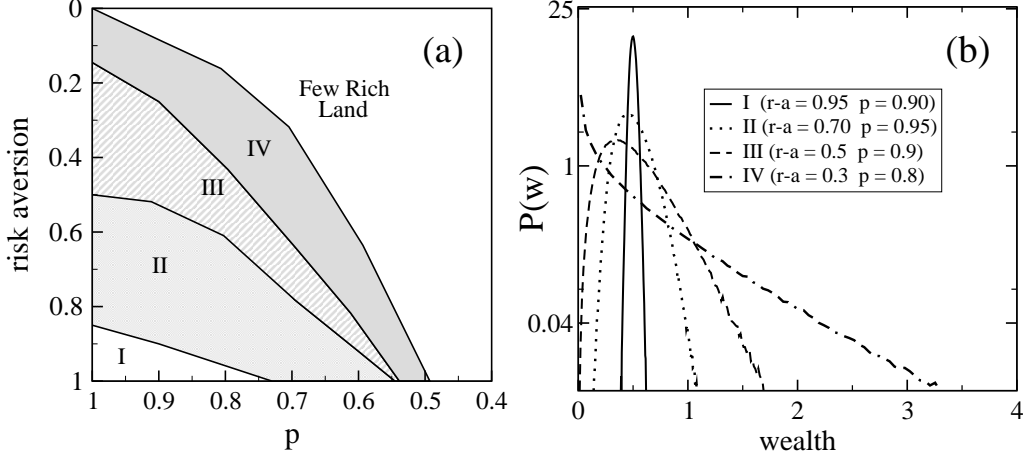 (a)
Few Rich
Land
IV
III
II
I
risk aversion
0
0.2
0.4
0.6
0.8
1
1 0.9 0.8 0.7 0.6 0.5 0.4
p
(b)
I (r-a = 0.95 p = 0.90)
II (r-a = 0.70 p = 0.95)
III (r-a = 0.5 p = 0.9)
IV (r-a = 0.3 p = 0.8)
P(w)
25
1
0.04
0 1 2 3 4
wealth